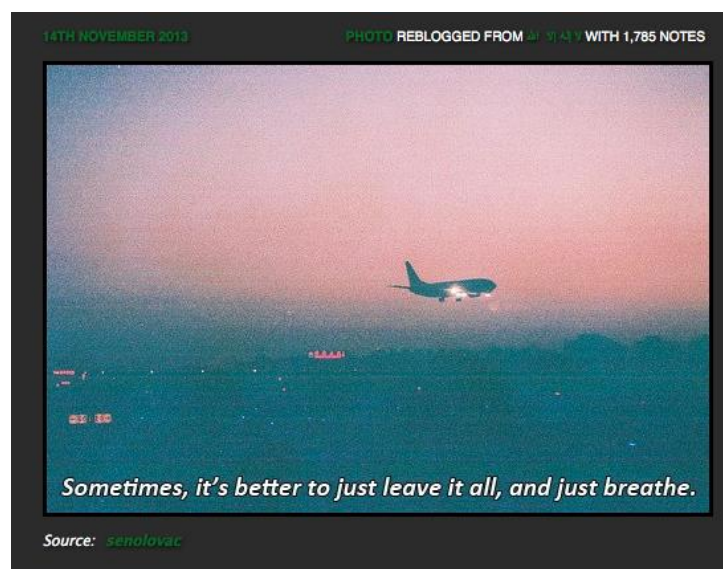 14TH NOVEMBER 2013
PHOTO REBLOGGED FROM WITH 1,785 NOTES
Sometimes, it's better to just leave it all, and just breathe.
Source: senolovac